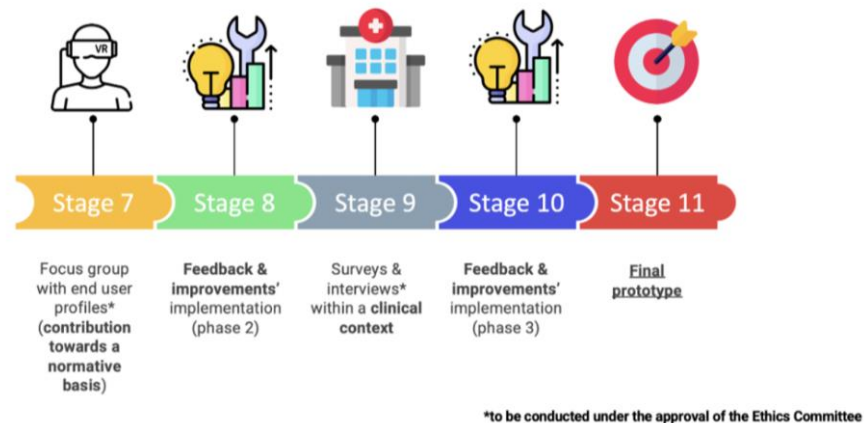 VR
Stage 7
Stage 8
Stage 9
Stage 10
Stage 11
Focus group
with end user
profiles*
(contribution
towards a
normative
basis)
Feedback &
improvements'
implementation
(phase 2)
Surveys &
interviews*
within a clinical
context
Feedback &
improvements'
implementation
(phase 3)
Final
prototype
*to be conducted under the approval of the Ethics Committee